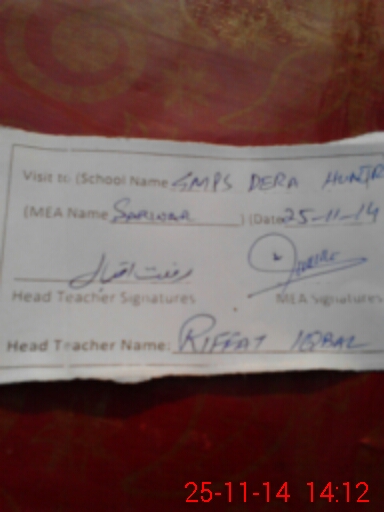 Visit to (School Name GMPS DERA HUNJR
(MEA Name Sarwar ) (Date 25-11-14
رفعت اقبال
Head Teacher Signatures MEA Signatures
Head Teacher Name: RIFFAT IQBAL
25-11-14 14:12